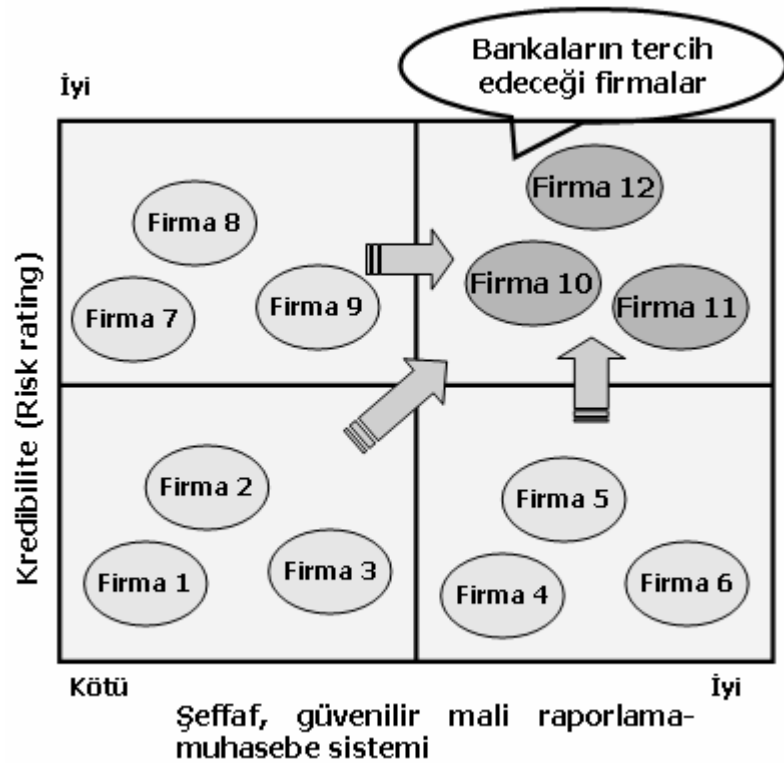 Bankaların tercih
edeceği firmalar
İyi
Firma 12
Firma 8
Firma 10
Firma 9
Firma 11
Firma 7
Kredibilite (Risk rating)
Firma 2
Firma 5
Firma 3
Firma 1
Firma 6
Firma 4
Kötü
İyi
Şeffaf, güvenilir mali raporlama-
muhasebe sistemi